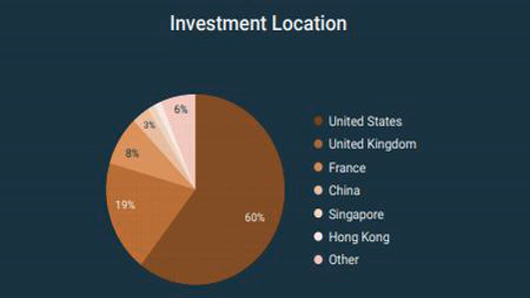 Investment Location
6%
3%
8%
19%
60%
United States
United Kingdom
France
China
Singapore
Hong Kong
Other